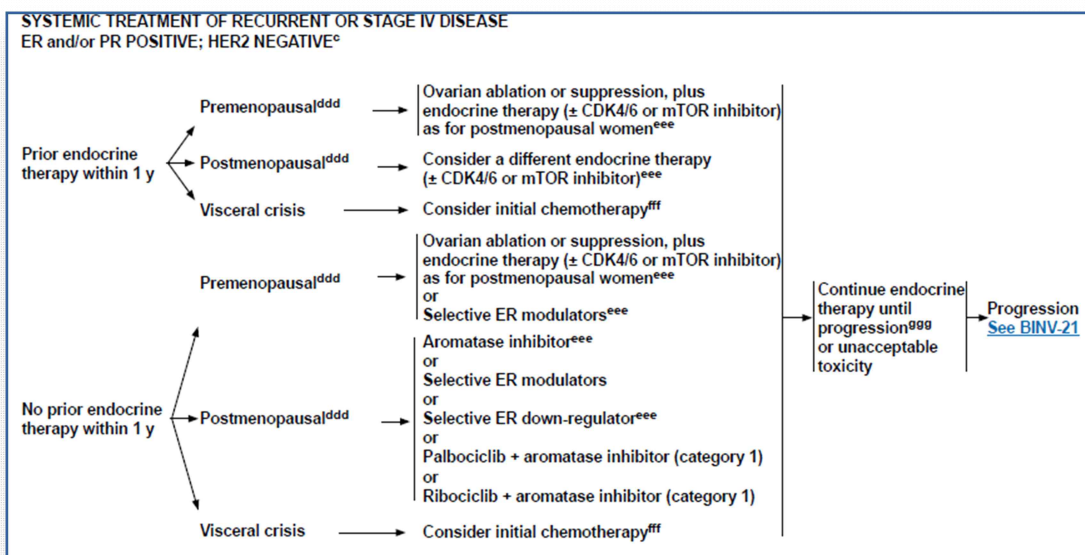 SYSTEMIC TREATMENT OF RECURRENT OR STAGE IV DISEASE
ER and/or PR POSITIVE; HER2 NEGATIVEᶜ
Prior endocrine
therapy within 1 y
Premenopausalᵈᵈᵈ
Ovarian ablation or suppression, plus
endocrine therapy (± CDK4/6 or mTOR inhibitor)
as for postmenopausal womenᵉᵉᵉ
Postmenopausalᵈᵈᵈ
Consider a different endocrine therapy
(± CDK4/6 or mTOR inhibitor)ᵉᵉᵉ
Visceral crisis
Consider initial chemotherapyᶠᶠᶠ
No prior endocrine
therapy within 1 y
Premenopausalᵈᵈᵈ
Ovarian ablation or suppression, plus
endocrine therapy (± CDK4/6 or mTOR inhibitor)
as for postmenopausal womenᵉᵉᵉ
or
Selective ER modulatorsᵉᵉᵉ
Postmenopausalᵈᵈᵈ
Aromatase inhibitorᵉᵉᵉ
or
Selective ER modulators
or
Selective ER down-regulatorᵉᵉᵉ
or
Palbociclib + aromatase inhibitor (category 1)
or
Ribociclib + aromatase inhibitor (category 1)
Visceral crisis
Consider initial chemotherapyᶠᶠᶠ
Continue endocrine
therapy until
progressionᵍᵍᵍ
or unacceptable
toxicity
Progression
See BINV-21